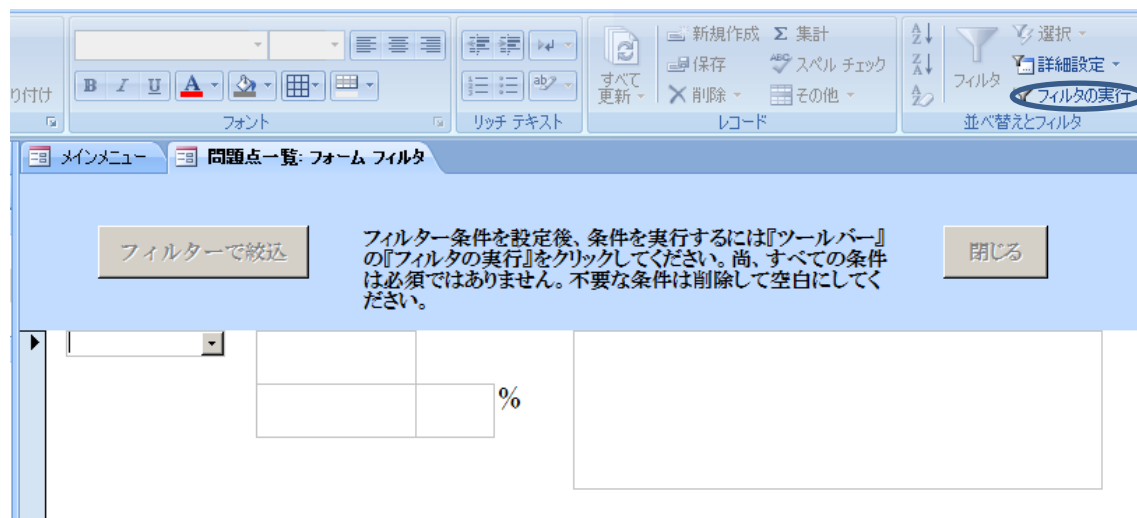 新規作成 Σ 集計 選択
保存 ABC スペル チェック 詳細設定
り付け B I U A ab すべて更新 削除 その他 フィルタ フィルタの実行
フォント リッチ テキスト レコード 並べ替えとフィルタ
メインメニュー 問題点一覧: フォーム フィルタ
フィルターで絞込
フィルター条件を設定後、条件を実行するには『ツールバー』
の『フィルタの実行』をクリックしてください。尚、すべての条件
は必須ではありません。不要な条件は削除して空白にしてく
ださい。
閉じる
%